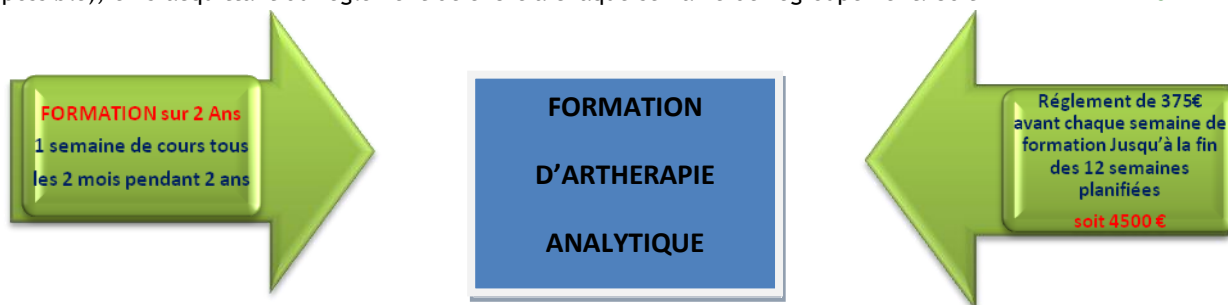 FORMATION sur 2 Ans
1 semaine de cours tous
les 2 mois pendant 2 ans
FORMATION
D’ARTHERAPIE
ANALYTIQUE
Réglement de 375€
avant chaque semaine de
formation Jusqu’à la fin
des 12 semaines
planifiées
soit 4500 €